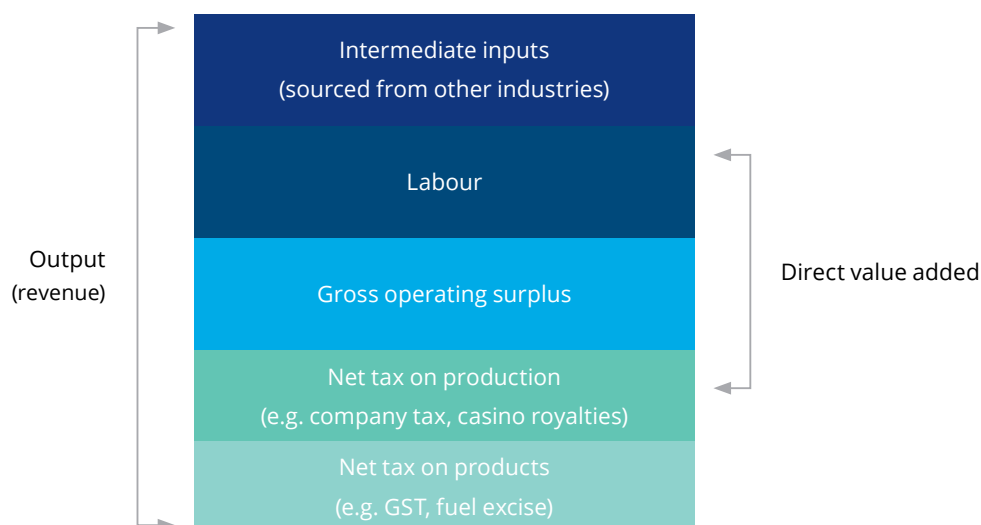 Intermediate inputs
(sourced from other industries)
Labour
Output
(revenue)
Gross operating surplus
Direct value added
Net tax on production
(e.g. company tax, casino royalties)
Net tax on products
(e.g. GST, fuel excise)